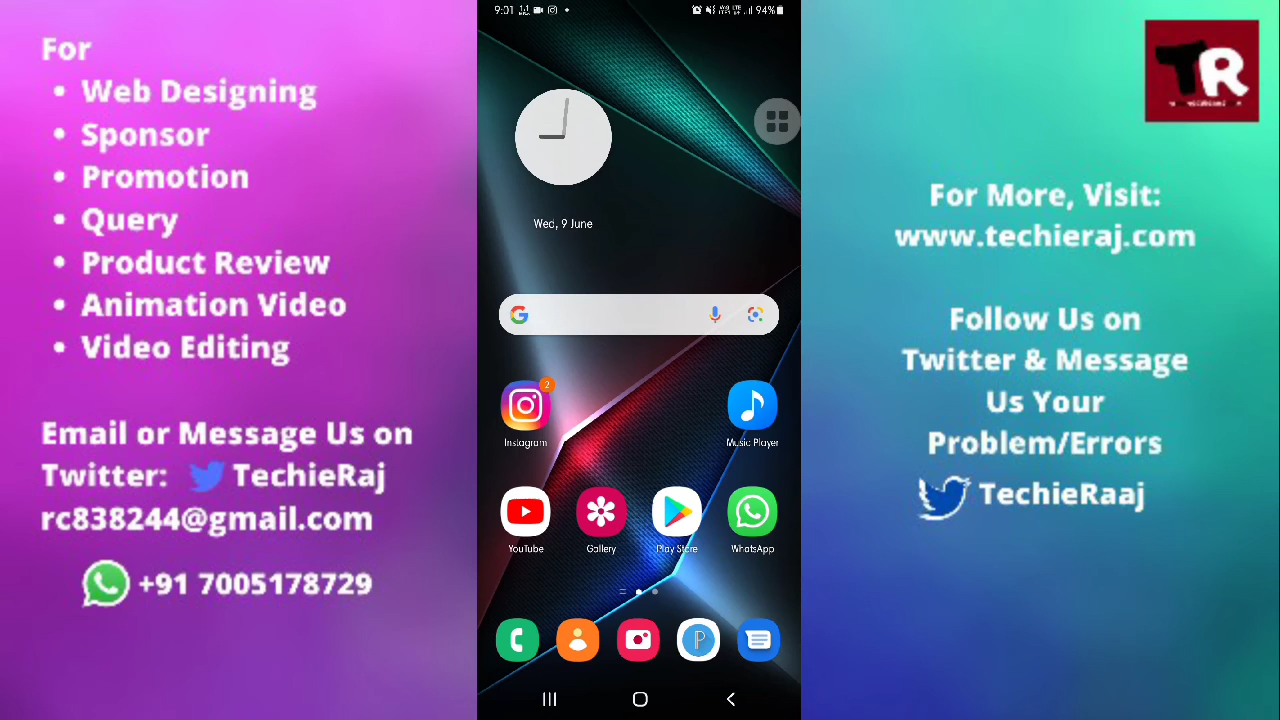 For
• Web Designing
• Sponsor
• Promotion
• Query
• Product Review
• Animation Video
• Video Editing
Email or Message Us on
Twitter: TechieRaj
rc838244@gmail.com
+91 7005178729
9:01
94%
Wed, 9 June
2
Instagram
Music Player
YouTube
Gallery
Play Store
WhatsApp
TR
For More, Visit:
www.techieraj.com
Follow Us on
Twitter & Message
Us Your
Problem/Errors
TechieRaaj